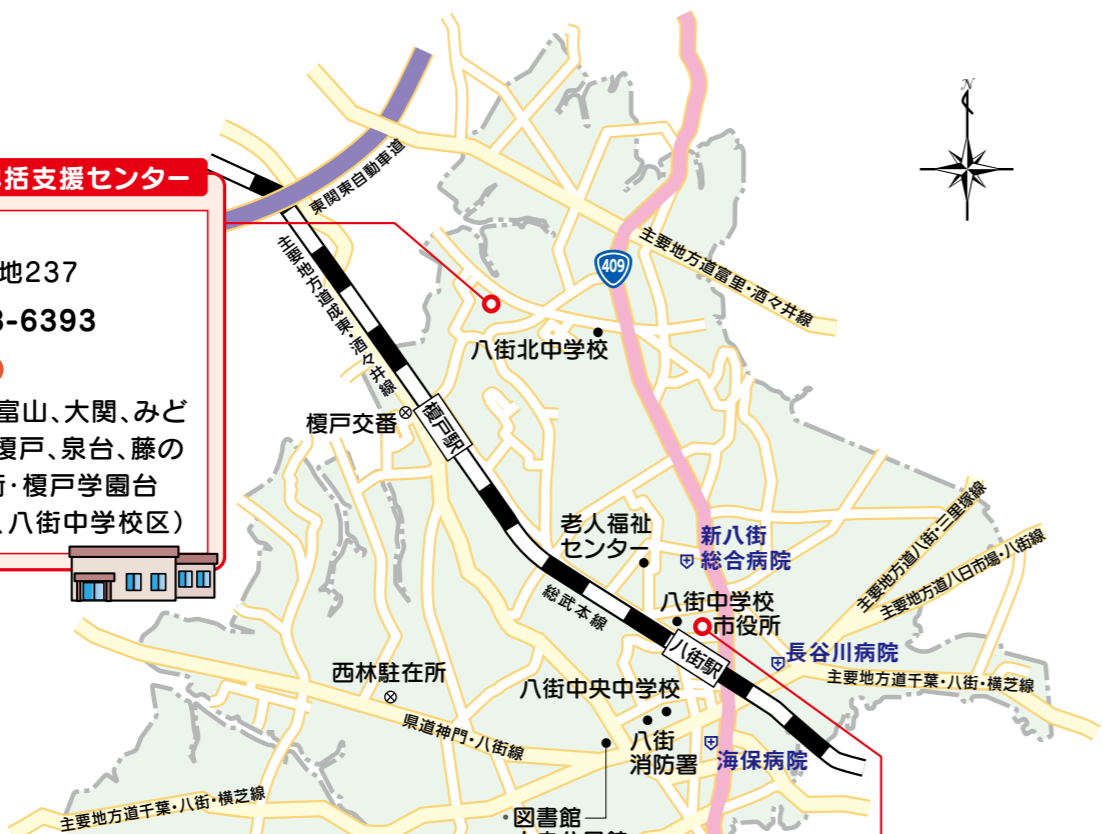 N
括支援センター
地237
3-6393
富山、大関、みど
榎戸、泉台、藤の
街・榎戸学園台
、八街中学校区）
東関東自動車道
主要地方道成東・酒々井線
主要地方道富里・酒々井線
409
八街北中学校
榎戸交番
榎戸駅
老人福祉
センター
新八街
総合病院
主要地方道八街・三里塚線
主要地方道八日市場・八街線
総武本線
八街中学校
市役所
八街駅
長谷川病院
主要地方道千葉・八街・横芝線
西林駐在所
八街中央中学校
県道神門・八街線
八街
消防署
海保病院
主要地方道千葉・八街・横芝線
図書館